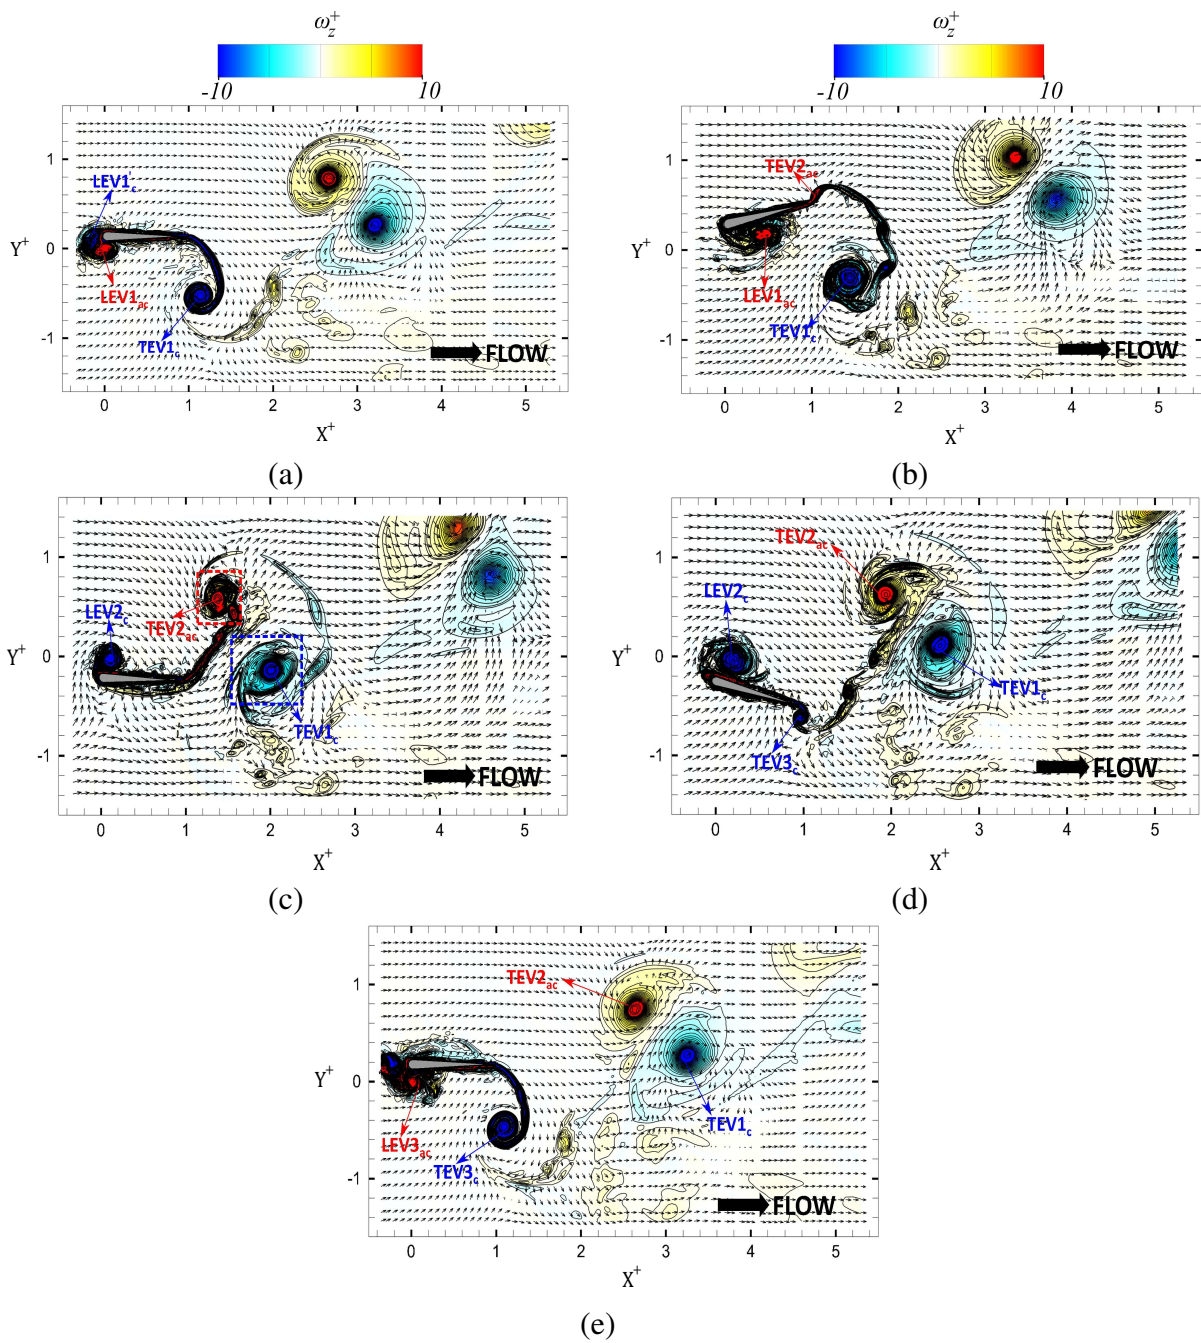 ω_z^+ ω_z^+
-10 10 -10 10
LEV1_c
LEV1_ac
TEV1_c
FLOW
Y^+
1
0
-1
0 1 2 3 4 5
X^+
(a)
TEV2_ac
LEV1_ac
TEV1_c
FLOW
Y^+
1
0
-1
0 1 2 3 4 5
X^+
(b)
LEV2_c
TEV2_ac
TEV1_c
FLOW
Y^+
1
0
-1
0 1 2 3 4 5
X^+
(c)
TEV2_ac
LEV2_c
TEV1_c
TEV3_c
FLOW
Y^+
1
0
-1
0 1 2 3 4 5
X^+
(d)
TEV2_ac
TEV1_c
LEV3_ac
TEV3_c
FLOW
Y^+
1
0
-1
0 1 2 3 4 5
X^+
(e)